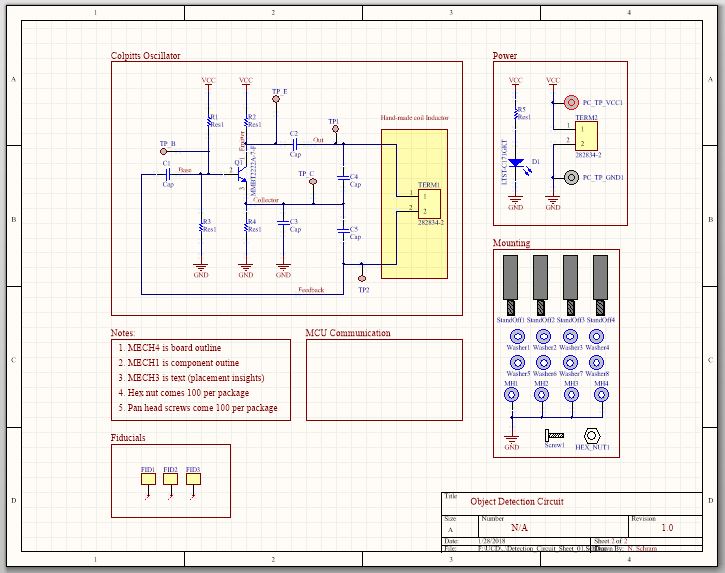 1 2 3 4
A A
B B
C C
D D
Colpitts Oscillator
VCC VCC
TP_E
R1
Res1
R2
Res1
TP_B
Emitter
C2
Cap
Out
TP1
Hand-made coil-Inductor
C1
Cap
Base
Q?
1
2
3
MMBT2222A-7-F
TP_C
C4
Cap
TERM1
1
2
282834-2
Collector
R3
Res1
R4
Res1
C3
Cap
C5
Cap
GND GND GND
TP2
Feedback
Power
VCC VCC
R5
Res1
PC_TP_VCC1
TERM2
1
2
282834-2
D1
PC_TP_GND1
GND GND
Mounting
StandOff1 StandOff2 StandOff3 StandOff4
Washer1 Washer2 Washer3 Washer4
Washer5 Washer6 Washer7 Washer8
MH1 MH2 MH3 MH4
GND
Screw1
HEX_NUT1
Notes:
1. MECH4 is board outline
2. MECH1 is component outine
3. MECH3 is text (placement insights)
4. Hex nut comes 100 per package
5. Pan head screws come 100 per package
MCU Communication
Fiducials
FID1 FID2 FID3
Title
Object Detection Circuit
Size
A
Number
N/A
Revision
1.0
Date: 1/28/2018 Sheet 2 of 2
File: Drawn By: N. Schram
1 2 3 4